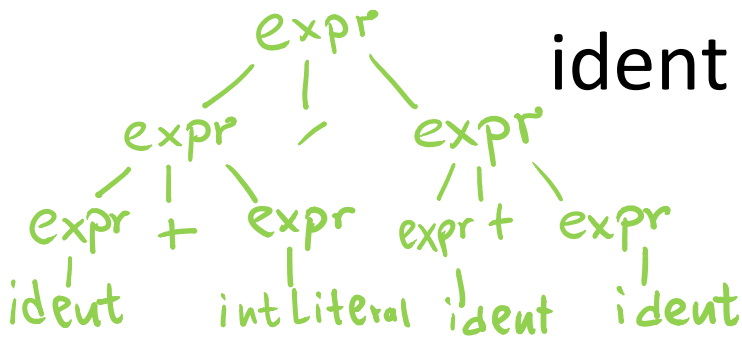 expr
ident
expr - expr
expr + expr expr + expr
ident intLiteral ident ident